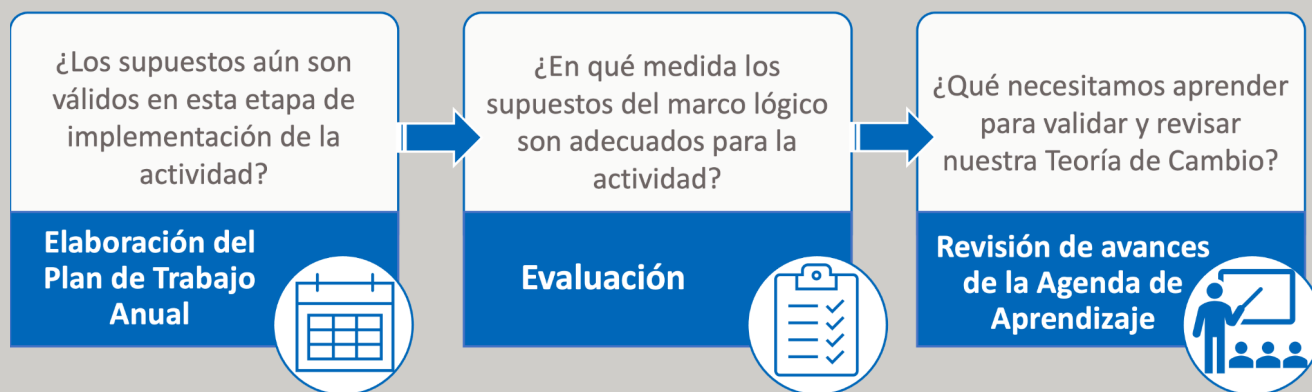 ¿Los supuestos aún son
válidos en esta etapa de
implementación de la
actividad?
Elaboración del
Plan de Trabajo
Anual
¿En qué medida los
supuestos del marco lógico
son adecuados para la
actividad?
Evaluación
¿Qué necesitamos aprender
para validar y revisar
nuestra Teoría de Cambio?
Revisión de avances
de la Agenda de
Aprendizaje